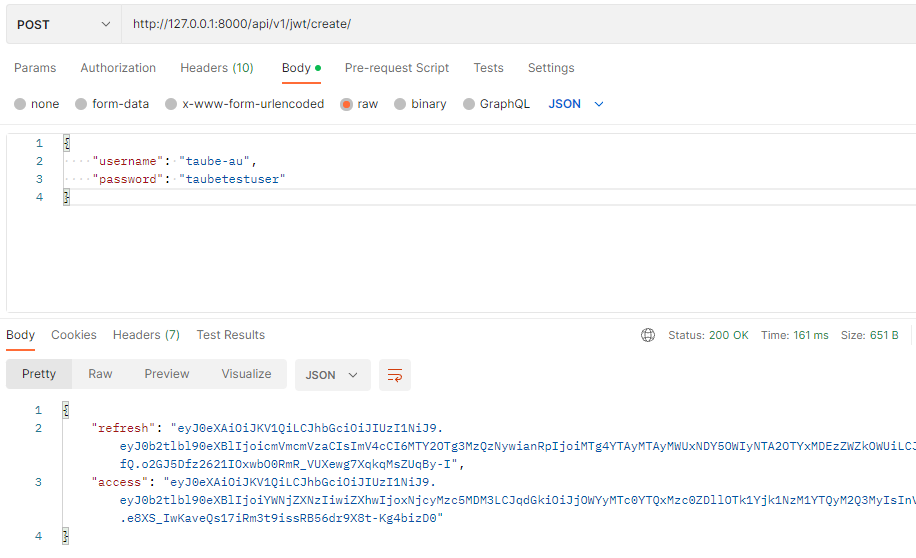 POST http://127.0.0.1:8000/api/v1/jwt/create/
Params Authorization Headers (10) Body Pre-request Script Tests Settings
none form-data x-www-form-urlencoded raw binary GraphQL JSON
1 {
2 "username": "taube-au",
3 "password": "taubetestuser"
4 }
Body Cookies Headers (7) Test Results Status: 200 OK Time: 161 ms Size: 651 B
Pretty Raw Preview Visualize JSON
1 {
2 "refresh": "eyJ0eXAiOiJKV1QiLCJhbGciOiJIUzI1NiJ9.
eyJ0b2tlbl90eXBlIjoicmVmcmVzaCIsImV4cCI6MTY2OTg3MzQzNywianRpIjoiMTg4YTAyMTAyMWUxNDY5OWIyNTA2OTYxMDEzZWZkOWUiLCJ
fQ.o2GJ5Dfz2621IOxwbO0RmR_VUXewg7XqkqMsZUqBy-I",
3 "access": "eyJ0eXAiOiJKV1QiLCJhbGciOiJIUzI1NiJ9.
eyJ0b2tlbl90eXBlIjoiYWNjZXNzIiwiZXhwIjoxNjcyMzc5MDM3LCJqdGkiOiJjOWYyMTc0YTQxMzc0ZDllOTk1Yjk1NzM1YTQyM2Q3MyIsInV
.e8XS_IwKaveQs17iRm3t9issRB56dr9X8t-Kg4bizD0"
4 }